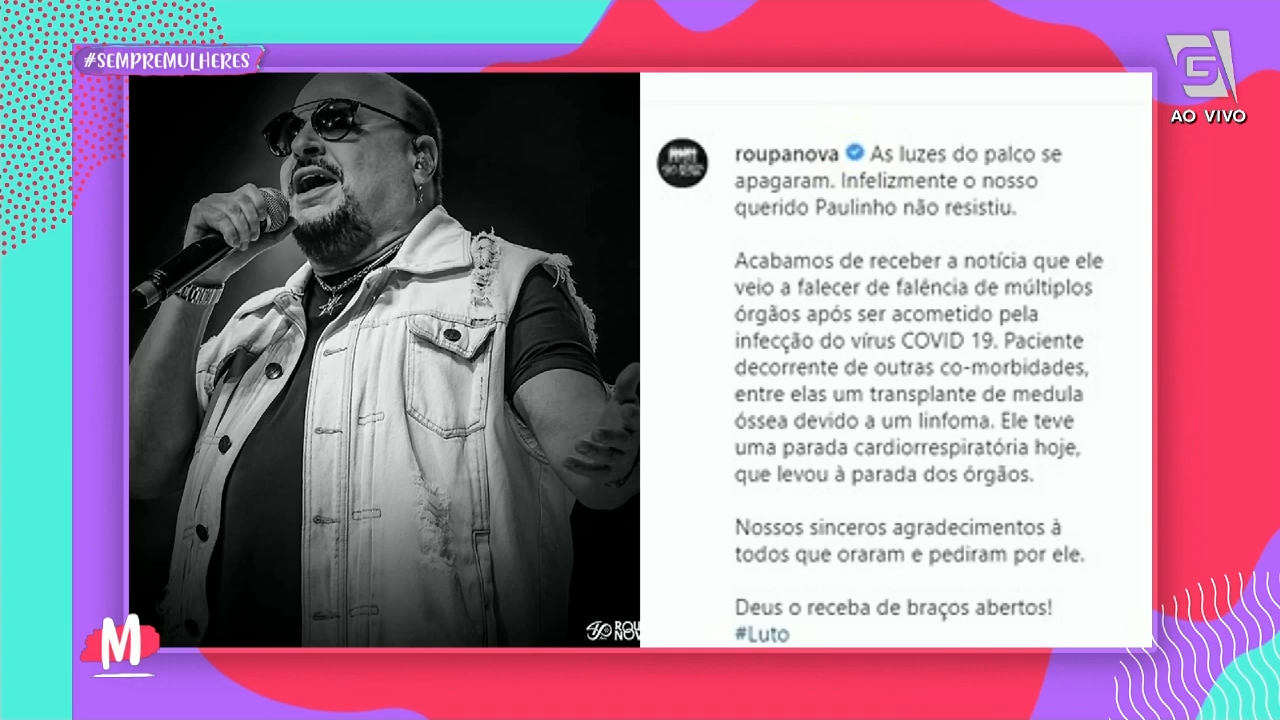 #SEMPREMULHERES
AO VIVO
roupanova As luzes do palco se
apagaram. Infelizmente o nosso
querido Paulinho não resistiu.
Acabamos de receber a notícia que ele
veio a falecer de falência de múltiplos
órgãos após ser acometido pela
infecção do vírus COVID 19. Paciente
decorrente de outras co-morbidades,
entre elas um transplante de medula
óssea devido a um linfoma. Ele teve
uma parada cardiorrespiratória hoje,
que levou à parada dos órgãos.
Nossos sinceros agradecimentos à
todos que oraram e pediram por ele.
Deus o receba de braços abertos!
#Luto
M
40 ROU
NOV